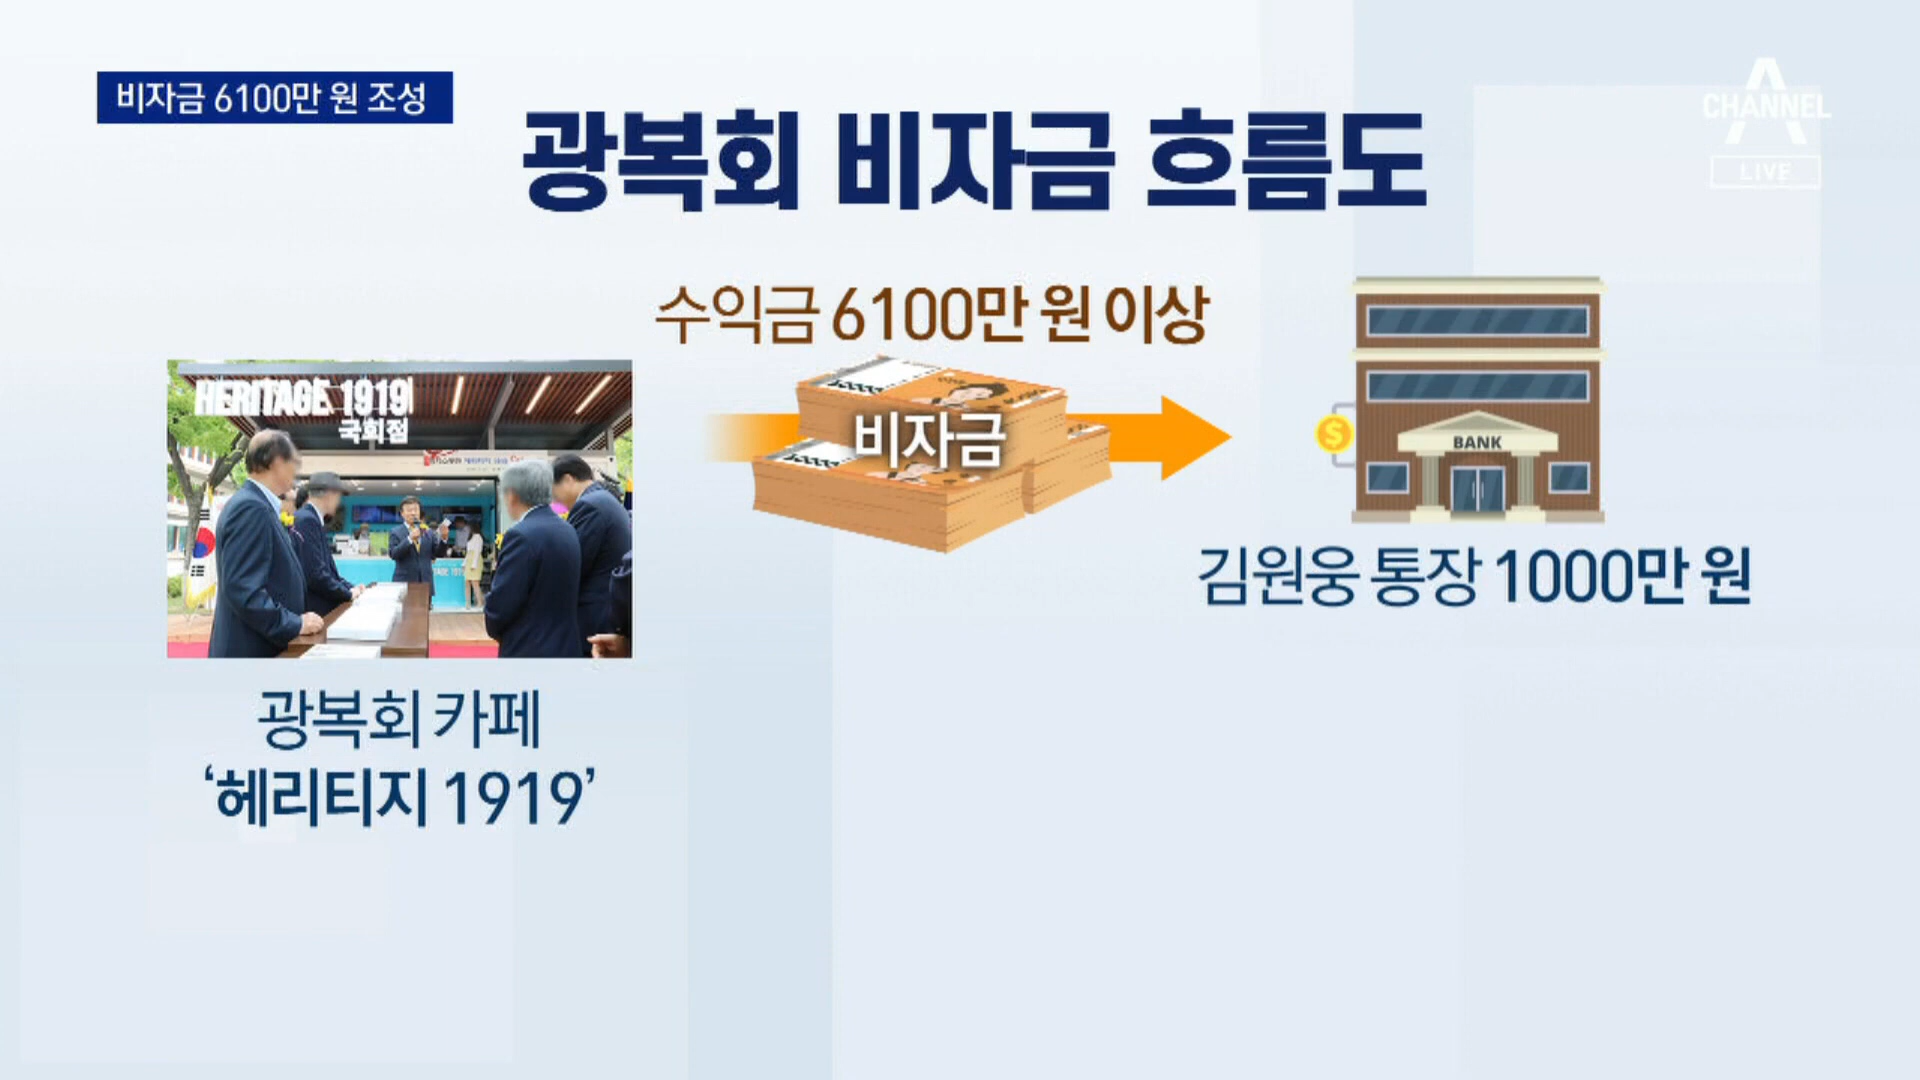 비자금 6100만 원 조성
CHANNEL A
LIVE
광복회 비자금 흐름도
수익금 6100만 원 이상
HERITAGE 1919
국회점
비자금
BANK
김원웅 통장 1000만 원
광복회 카페
‘헤리티지 1919’